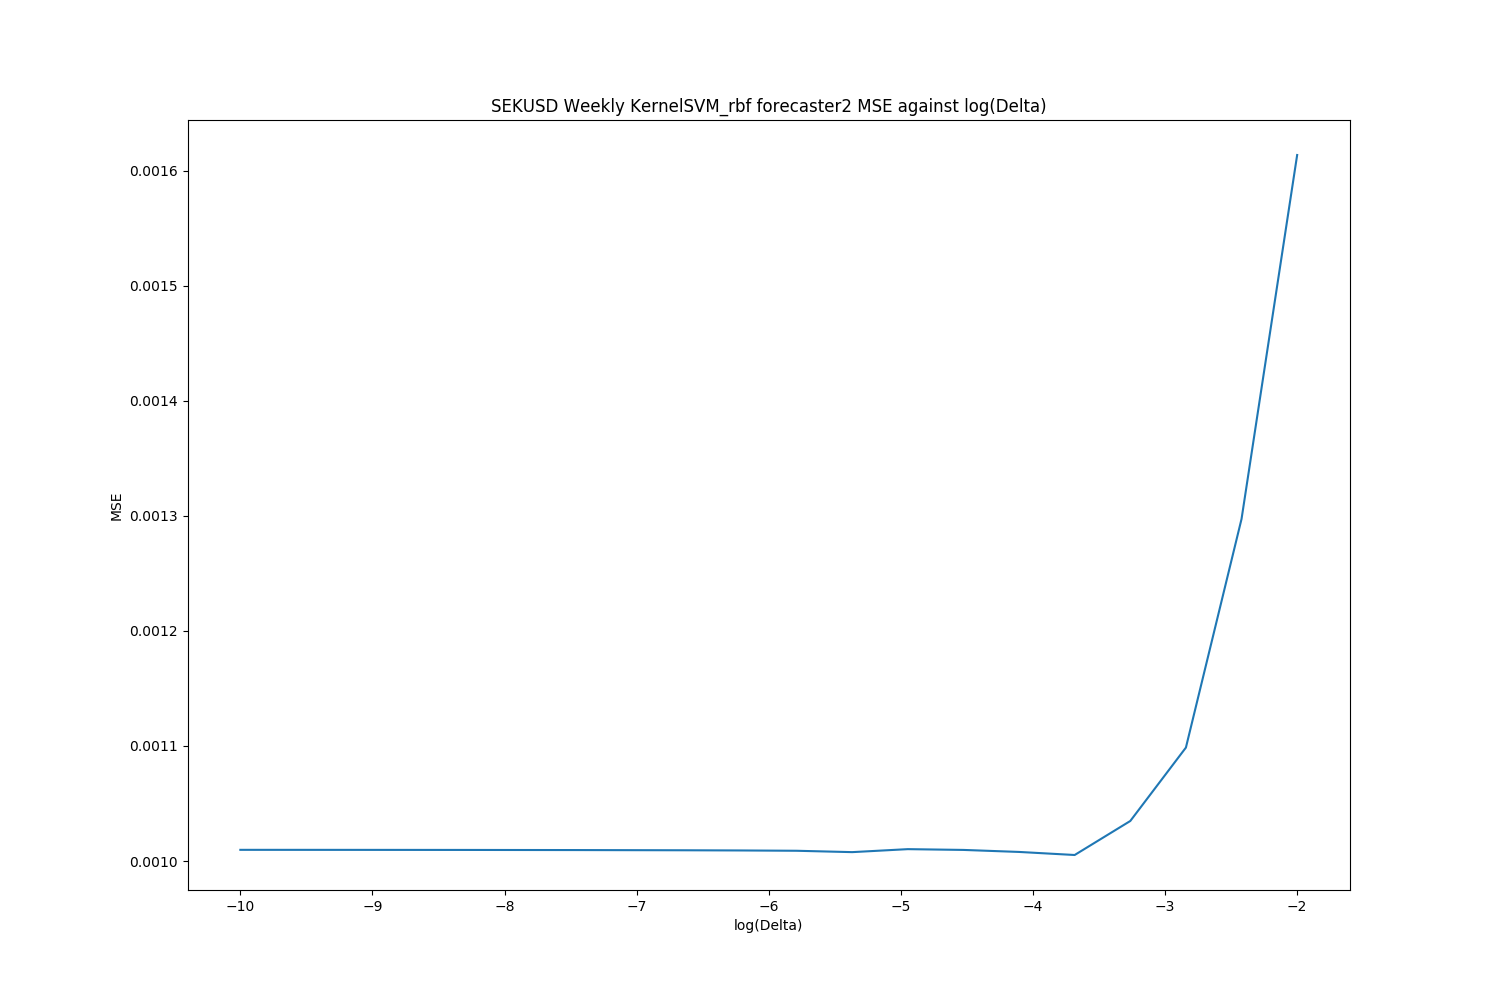 SEKUSD Weekly KernelSVM_rbf forecaster2 MSE against log(Delta)
0.0016
0.0015
0.0014
0.0013
0.0012
0.0011
0.0010
MSE
−10 −9 −8 −7 −6 −5 −4 −3 −2
log(Delta)